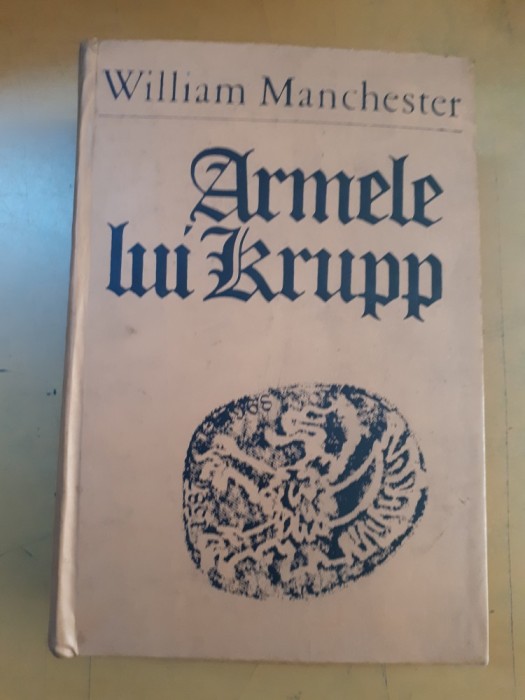 William Manchester
Armele
lui Krupp